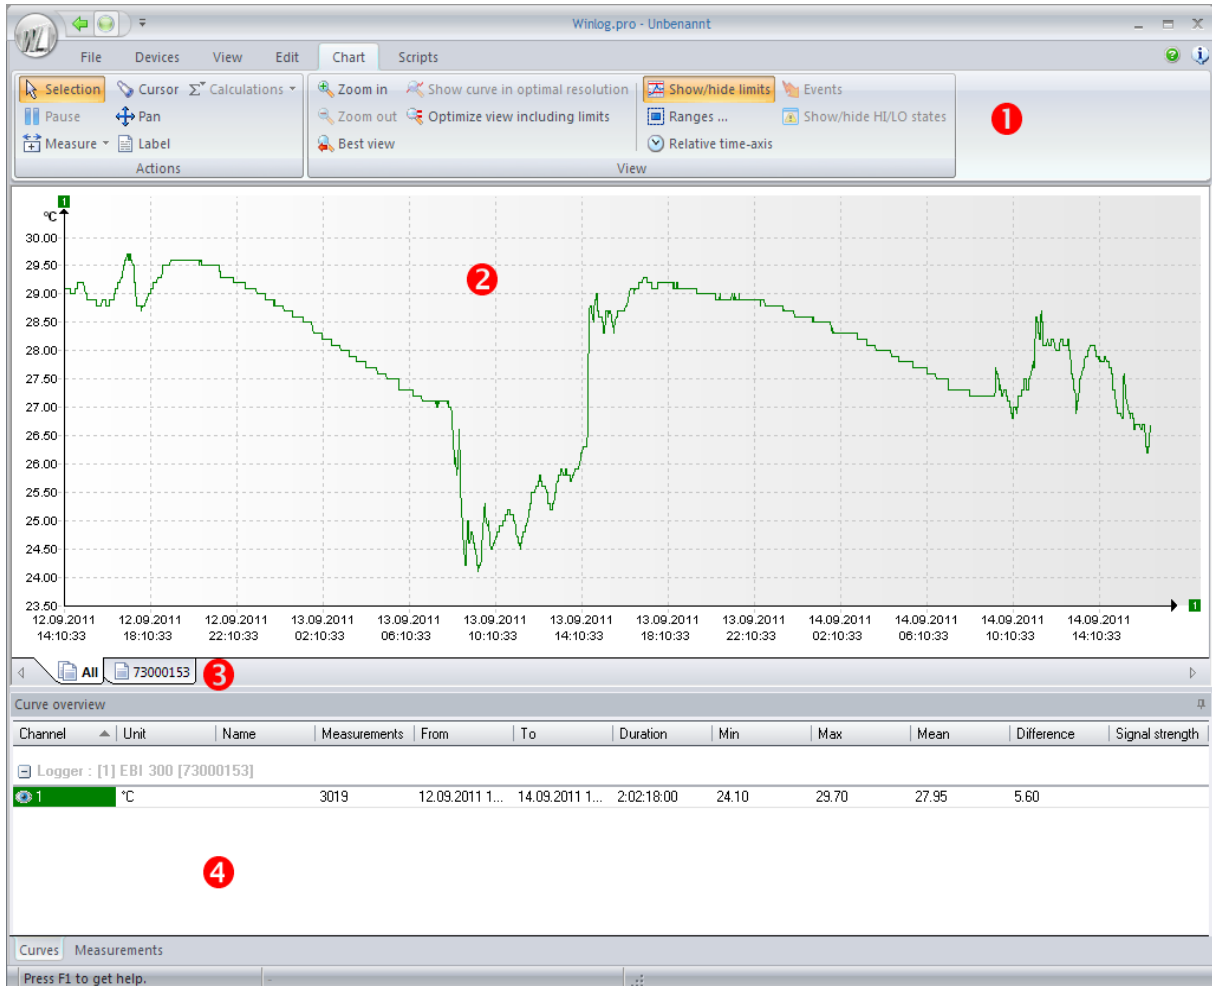 WL
Winlog.pro - Unbenannt
File Devices View Edit Chart Scripts
Selection Cursor Calculations Zoom in Show curve in optimal resolution Show/hide limits Events
Pause Pan Zoom out Optimize view including limits Ranges ... Show/hide HI/LO states
Measure Label Best view Relative time-axis
Actions View
1
1
°C
30.00
29.50
2
29.00
28.50
28.00
27.50
27.00
26.50
26.00
25.50
25.00
24.50
24.00
23.50
1
12.09.2011 12.09.2011 12.09.2011 13.09.2011 13.09.2011 13.09.2011 13.09.2011 13.09.2011 13.09.2011 14.09.2011 14.09.2011 14.09.2011 14.09.2011
14:10:33 18:10:33 22:10:33 02:10:33 06:10:33 10:10:33 14:10:33 18:10:33 22:10:33 02:10:33 06:10:33 10:10:33 14:10:33
All 73000153 3
Curve overview
Channel Unit Name Measurements From To Duration Min Max Mean Difference Signal strength
Logger : [1] EBI 300 [73000153]
1 °C 3019 12.09.2011 1... 14.09.2011 1... 2:02:18:00 24.10 29.70 27.95 5.60
4
Curves Measurements
Press F1 to get help. -